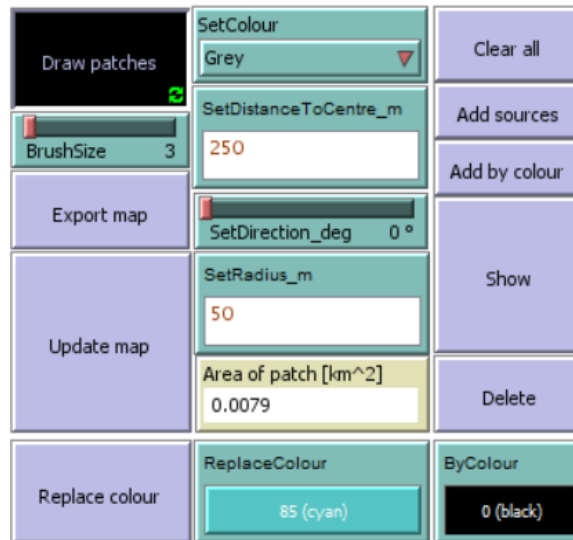 Draw patches
BrushSize 3
Export map
Update map
Replace colour
SetColour
Grey
SetDistanceToCentre_m
250
SetDirection_deg 0 °
SetRadius_m
50
Area of patch [km^2]
0.0079
ReplaceColour
85 (cyan)
Clear all
Add sources
Add by colour
Show
Delete
ByColour
0 (black)